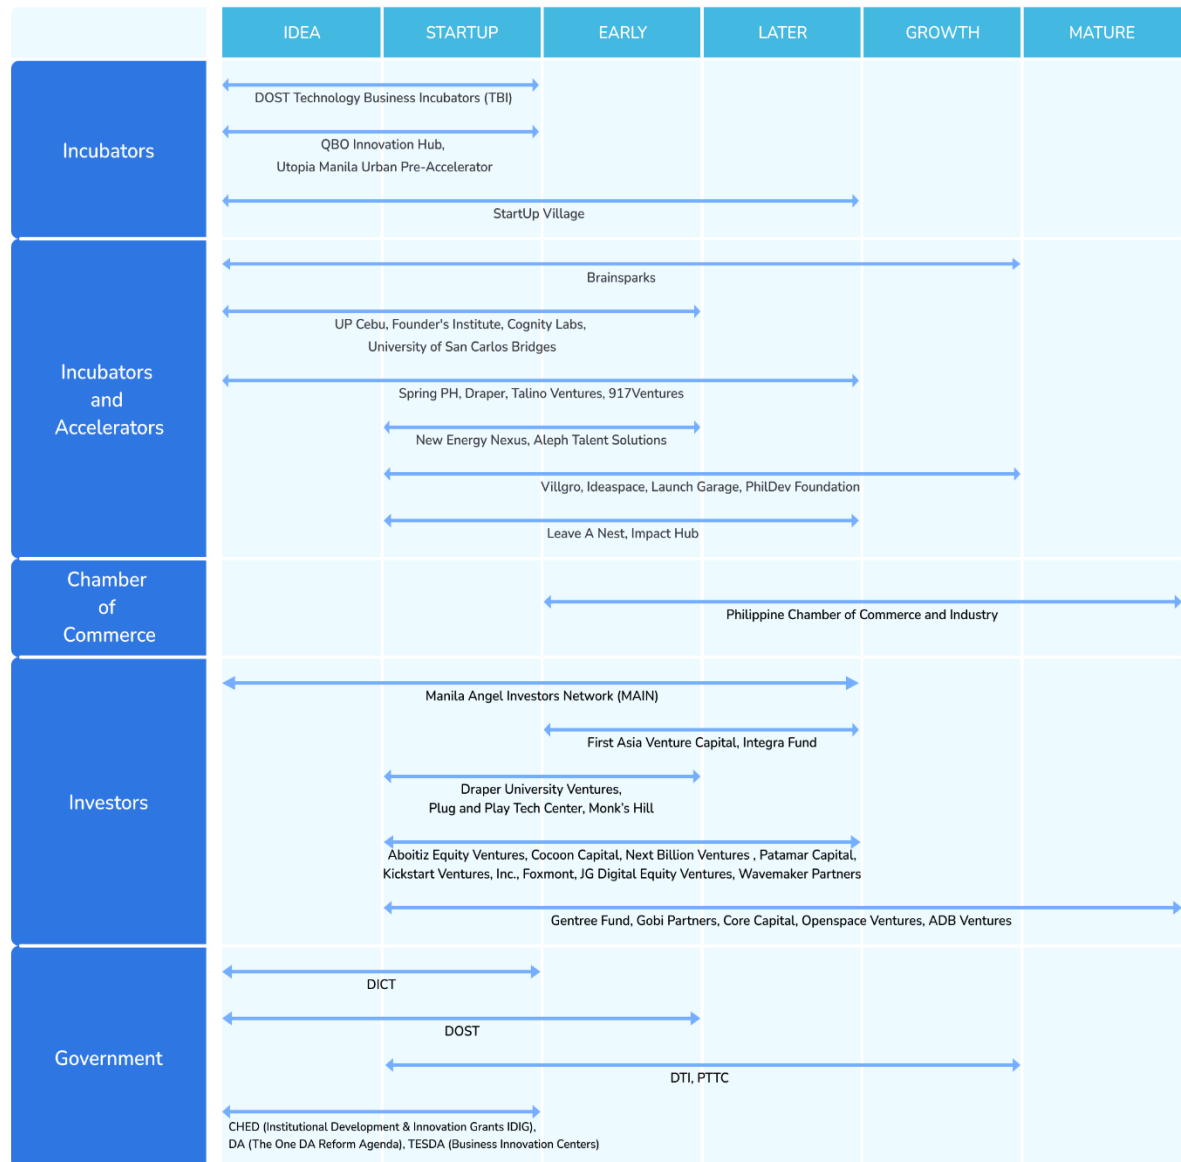 IDEA STARTUP EARLY LATER GROWTH MATURE
Incubators
DOST Technology Business Incubators (TBI)
QBO Innovation Hub,
Utopia Manila Urban Pre-Accelerator
StartUp Village
Incubators
and
Accelerators
Brainsparks
UP Cebu, Founder's Institute, Cognity Labs,
University of San Carlos Bridges
Spring PH, Draper, Talino Ventures, 917Ventures
New Energy Nexus, Aleph Talent Solutions
Villgro, Ideaspace, Launch Garage, PhilDev Foundation
Leave A Nest, Impact Hub
Chamber
of
Commerce
Philippine Chamber of Commerce and Industry
Investors
Manila Angel Investors Network (MAIN)
First Asia Venture Capital, Integra Fund
Draper University Ventures,
Plug and Play Tech Center, Monk’s Hill
Aboitiz Equity Ventures, Cocoon Capital, Next Billion Ventures , Patamar Capital,
Kickstart Ventures, Inc., Foxmont, JG Digital Equity Ventures, Wavemaker Partners
Gentree Fund, Gobi Partners, Core Capital, Openspace Ventures, ADB Ventures
Government
DICT
DOST
DTI, PTTC
CHED (Institutional Development & Innovation Grants IDIG),
DA (The One DA Reform Agenda), TESDA (Business Innovation Centers)